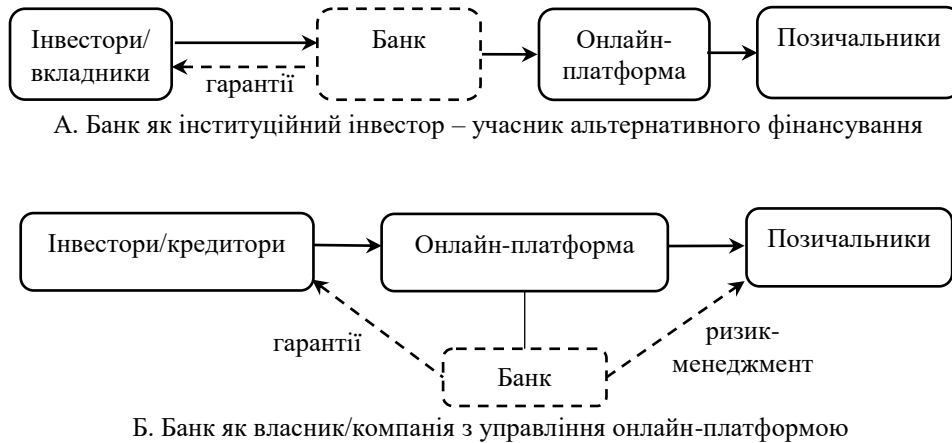 Інвестори/
вкладники
гарантії
Банк
Онлайн-
платформа
Позичальники
А. Банк як інституційний інвестор – учасник альтернативного фінансування
Інвестори/кредитори
Онлайн-платформа
Позичальники
гарантії
Банк
ризик-
менеджмент
Б. Банк як власник/компанія з управління онлайн-платформою